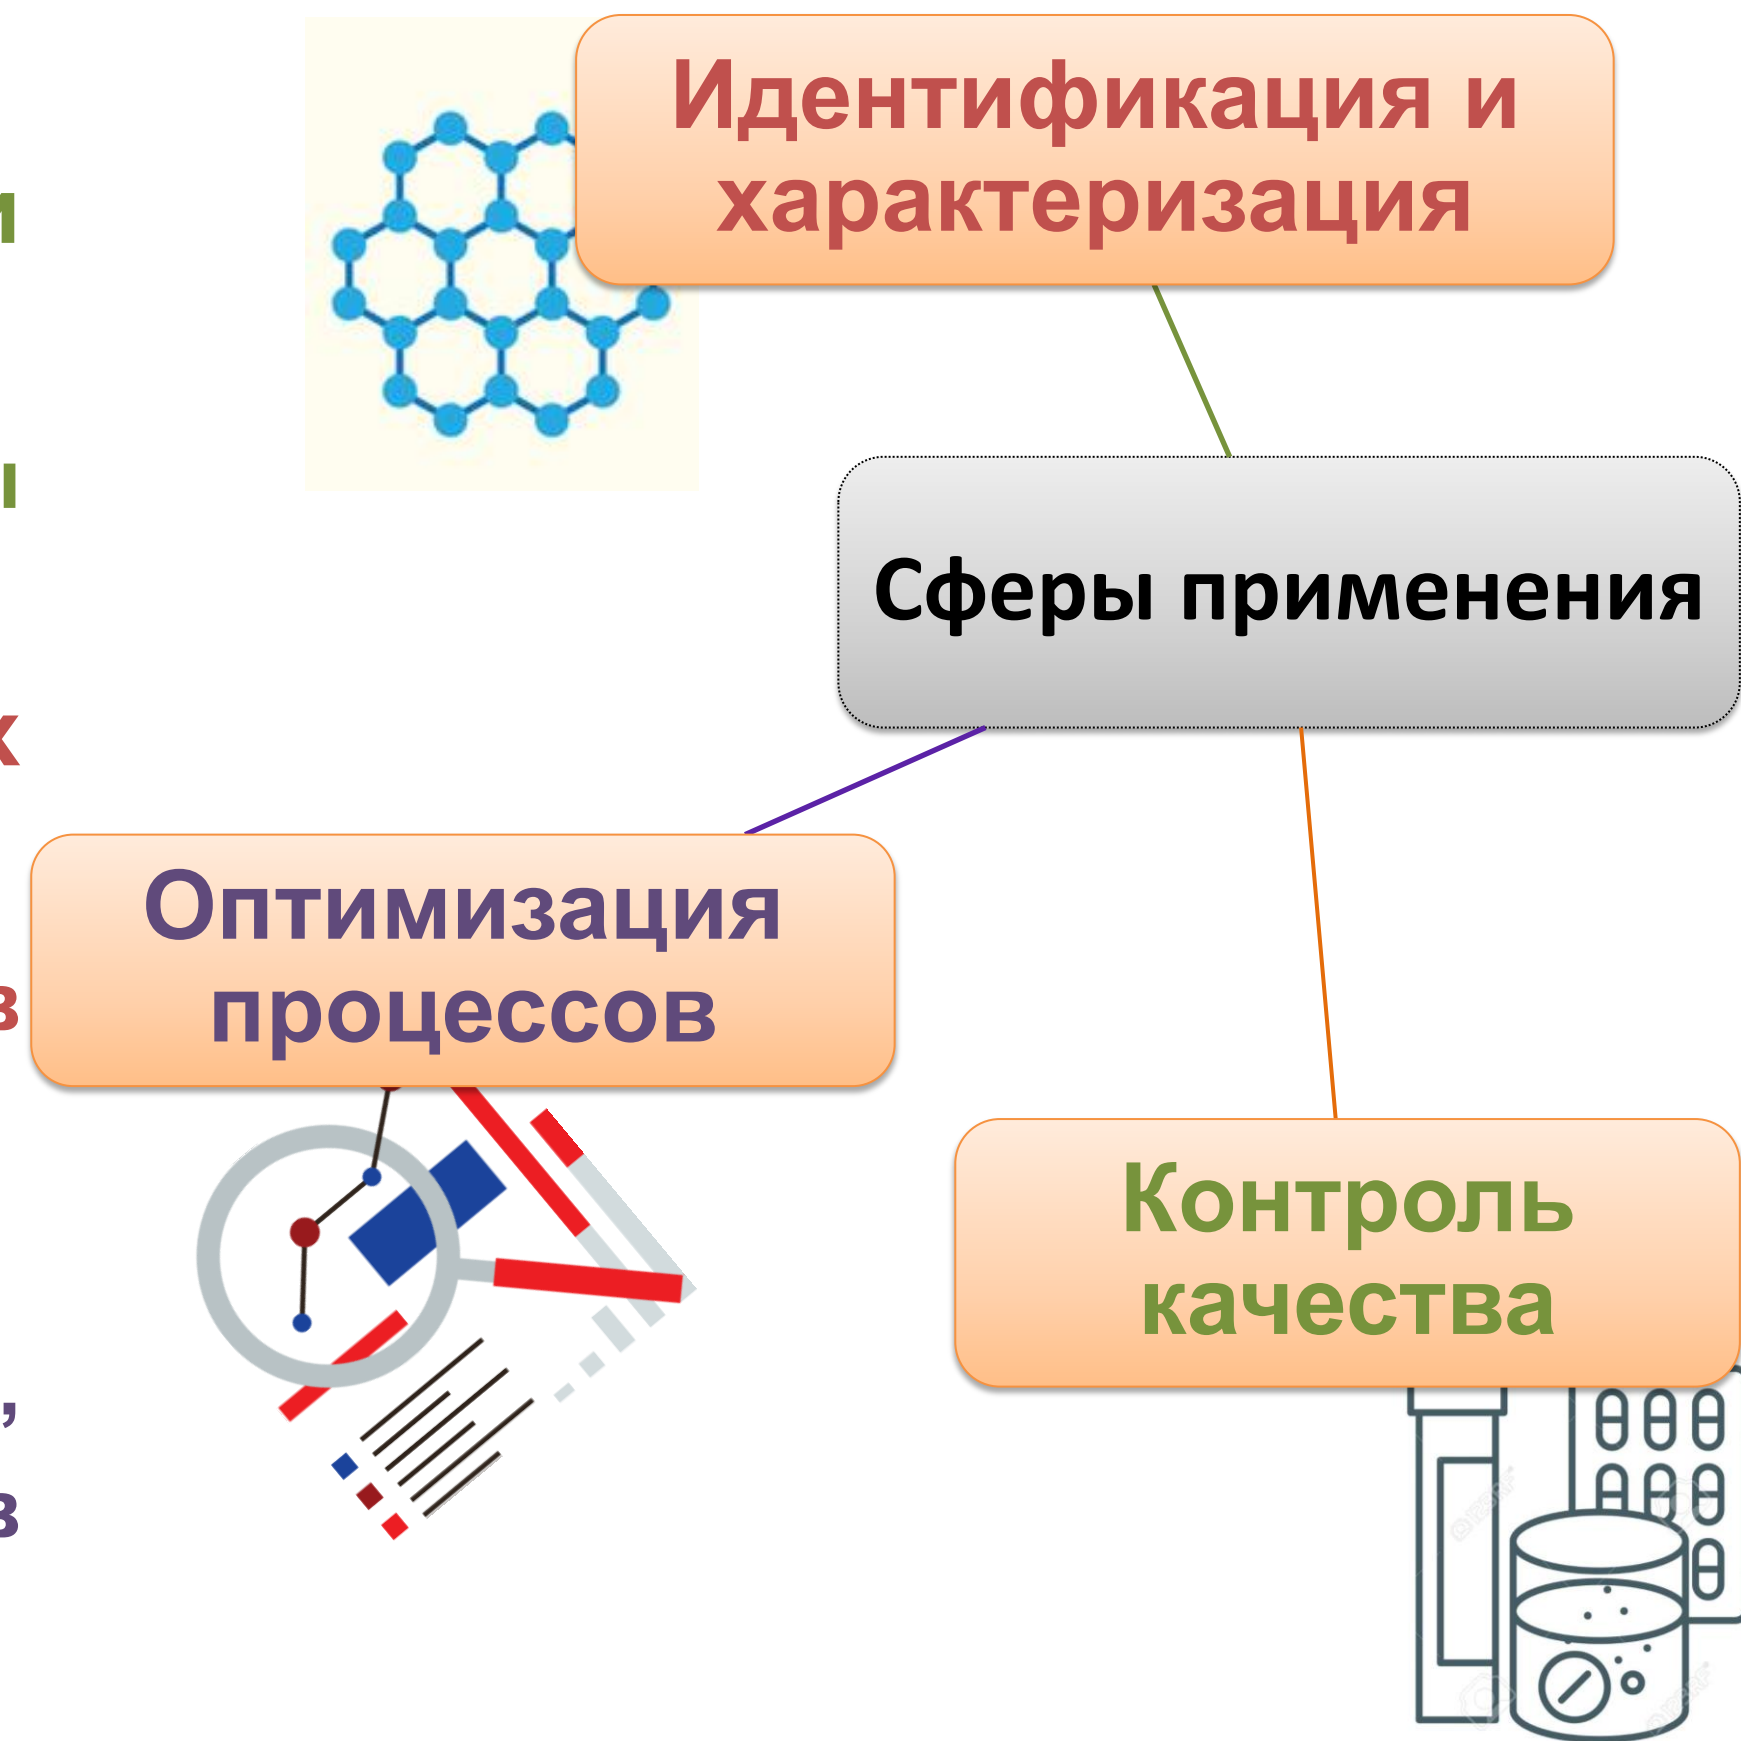 Идентификация и
характеризация
Сферы применения
Оптимизация
процессов
Контроль
качества